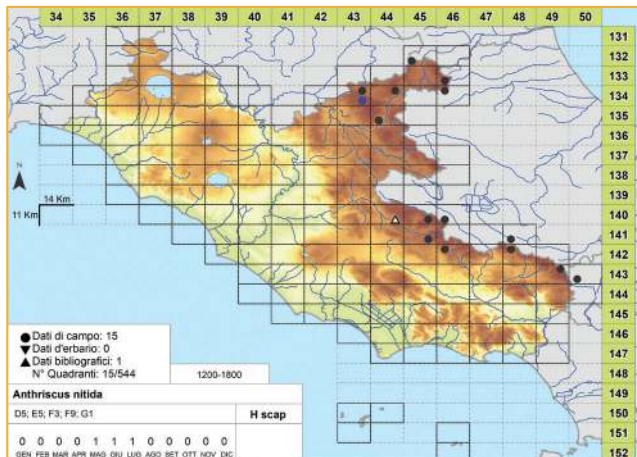 34 35 36 37 38 39 40 41 42 43 44 45 46 47 48 49 50
131
132
133
134
135
136
137
138
139
140
141
142
143
144
145
146
147
148
149
150
151
152
N
14 Km
11 Km
Dati di campo: 15
Dati d'erbario: 0
Dati bibliografici: 1
N° Quadranti: 15/544
1200-1800
Anthriscus nitida
D5; E5; F3; F9; G1
H scap
0 0 0 0 1 1 1 0 0 0 0 0
GEN FEB MAR APR MAG GIU LUG AGO SET OTT NOV DIC